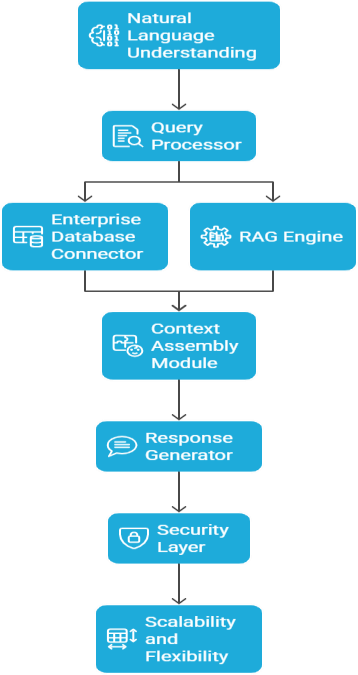 Natural
Language
Understanding
Query
Processor
Enterprise
Database
Connector
RAG Engine
Context
Assembly
Module
Response
Generator
Security
Layer
Scalability
and
Flexibility